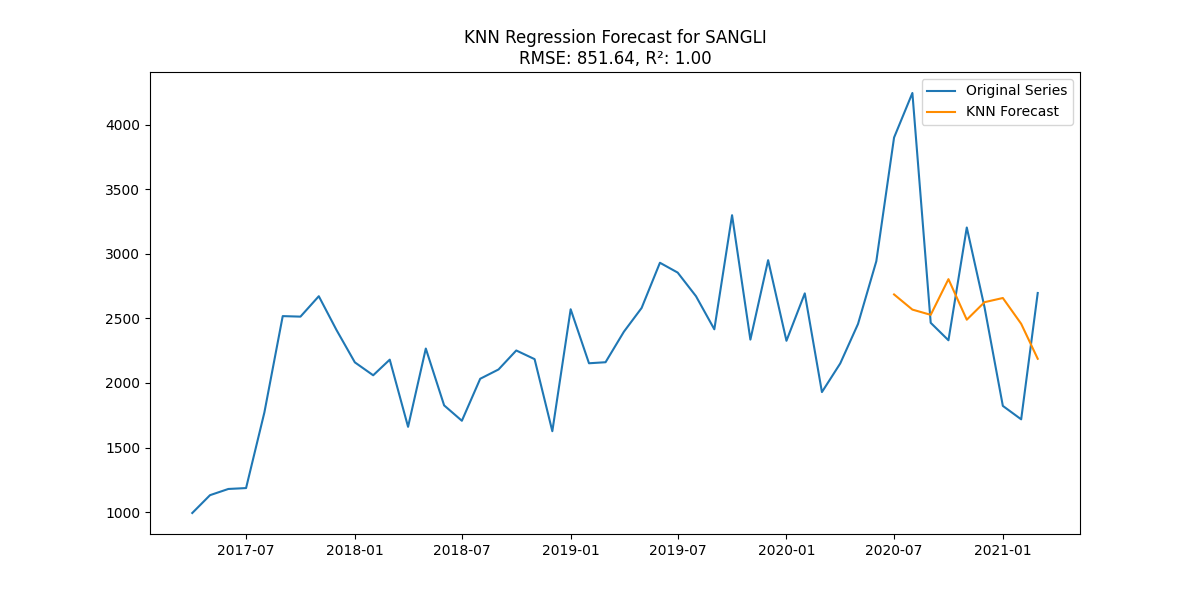 KNN Regression Forecast for SANGLI
RMSE: 851.64, R²: 1.00
Original Series
KNN Forecast
4000
3500
3000
2500
2000
1500
1000
2017-07 2018-01 2018-07 2019-01 2019-07 2020-01 2020-07 2021-01